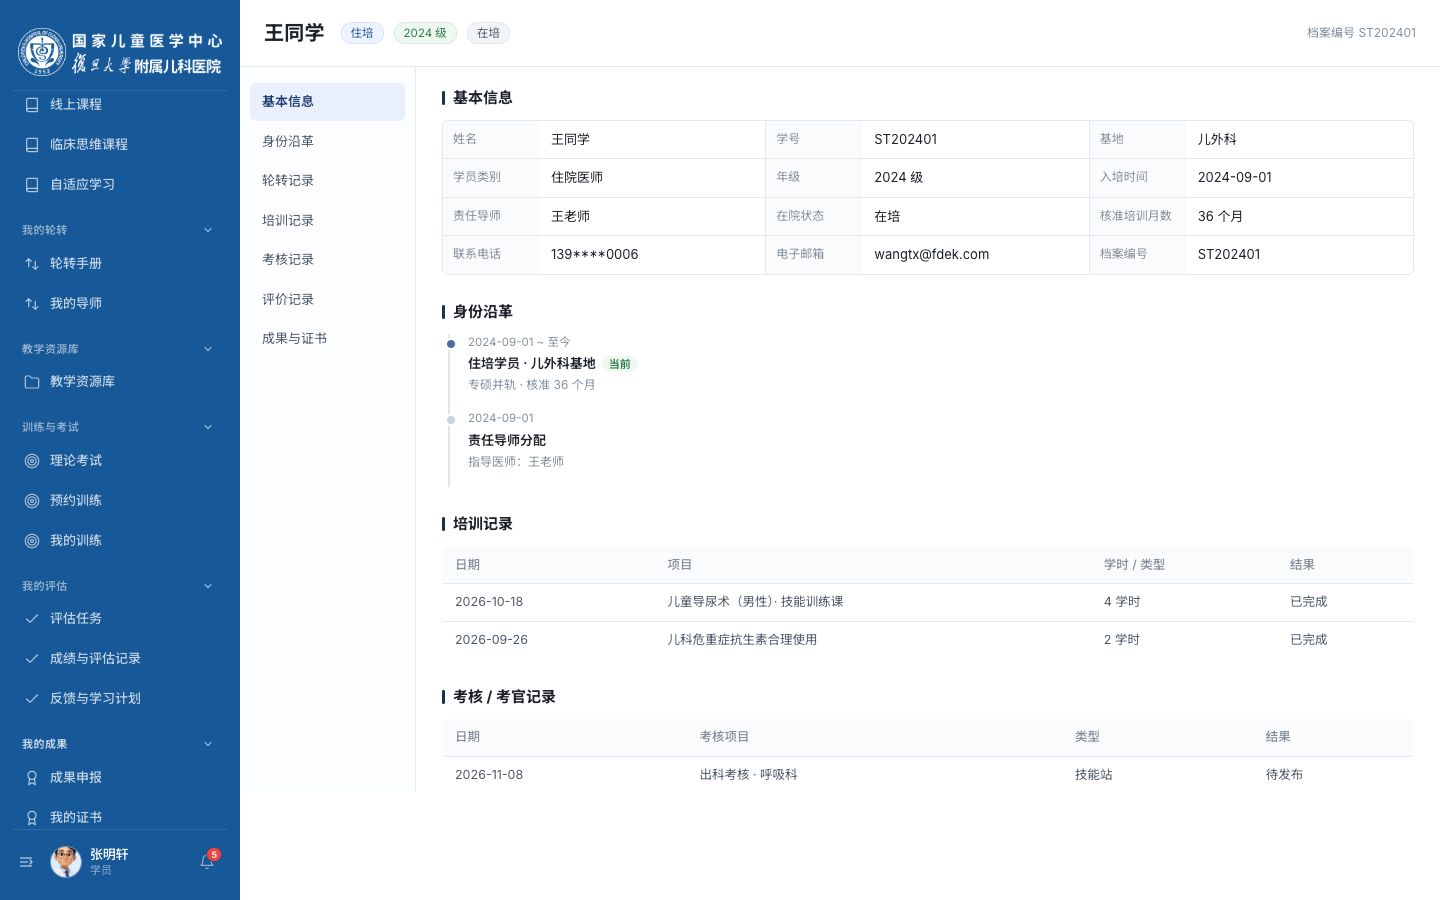 国家儿童医学中心
復旦大学附属儿科医院
1952
线上课程
临床思维课程
自适应学习
我的轮转
轮转手册
我的导师
教学资源库
教学资源库
训练与考试
理论考试
预约训练
我的训练
我的评估
评估任务
成绩与评估记录
反馈与学习计划
我的成果
成果申报
我的证书
张明轩
学员
5
王同学 住培 2024 级 在培
档案编号 ST202401
基本信息
身份沿革
轮转记录
培训记录
考核记录
评价记录
成果与证书
基本信息
姓名 王同学 学号 ST202401 基地 儿外科
学员类别 住院医师 年级 2024 级 入培时间 2024-09-01
责任导师 王老师 在院状态 在培 核准培训月数 36 个月
联系电话 139****0006 电子邮箱 wangtx@fdek.com 档案编号 ST202401
身份沿革
2024-09-01 ~ 至今
住培学员 · 儿外科基地 当前
专硕并轨 · 核准 36 个月
2024-09-01
责任导师分配
指导医师：王老师
培训记录
日期 项目 学时 / 类型 结果
2026-10-18 儿童导尿术（男性）· 技能训练课 4 学时 已完成
2026-09-26 儿科危重症抗生素合理使用 2 学时 已完成
考核 / 考官记录
日期 考核项目 类型 结果
2026-11-08 出科考核 · 呼吸科 技能站 待发布